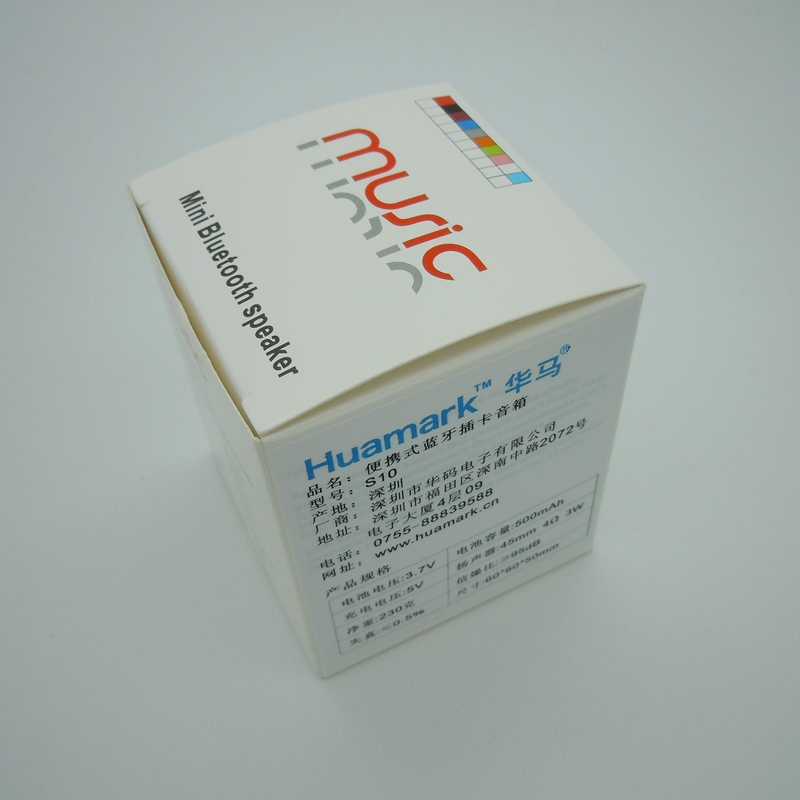 music
Mini Bluetooth speaker
Huamark™ 华马®
品名：便携式蓝牙插卡音箱
型号：S10
产地：深圳
厂商：深圳市华码电子有限公司
地址：深圳市福田区深南中路2072号
电子大厦4层09
电话：0755-88839588
网址：www.huamark.cn
产品规格
电池电压:3.7V 电池容量:500mAh
充电电压:5V 扬声器:45mm 4Ω 3W
净重:230克 信噪比:≥95dB
失真:≤0.5% 尺寸:60*60*50mm